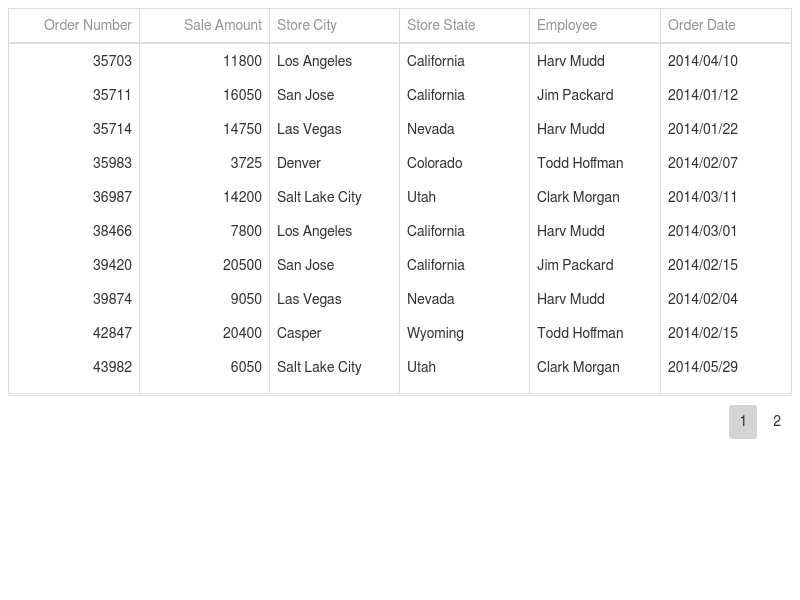 Order Number Sale Amount Store City Store State Employee Order Date
35703 11800 Los Angeles California Harv Mudd 2014/04/10
35711 16050 San Jose California Jim Packard 2014/01/12
35714 14750 Las Vegas Nevada Harv Mudd 2014/01/22
35983 3725 Denver Colorado Todd Hoffman 2014/02/07
36987 14200 Salt Lake City Utah Clark Morgan 2014/03/11
38466 7800 Los Angeles California Harv Mudd 2014/03/01
39420 20500 San Jose California Jim Packard 2014/02/15
39874 9050 Las Vegas Nevada Harv Mudd 2014/02/04
42847 20400 Casper Wyoming Todd Hoffman 2014/02/15
43982 6050 Salt Lake City Utah Clark Morgan 2014/05/29
1 2